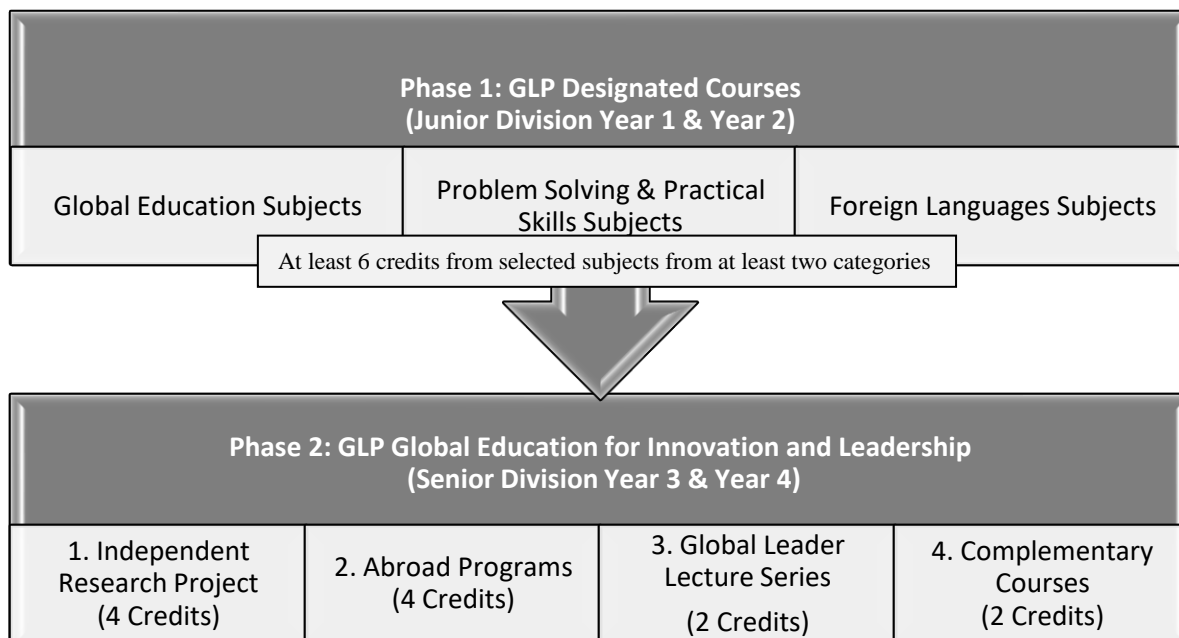 Phase 1: GLP Designated Courses
(Junior Division Year 1 & Year 2)
Global Education Subjects
Problem Solving & Practical
Skills Subjects
Foreign Languages Subjects
At least 6 credits from selected subjects from at least two categories
Phase 2: GLP Global Education for Innovation and Leadership
(Senior Division Year 3 & Year 4)
1. Independent
Research Project
(4 Credits)
2. Abroad Programs
(4 Credits)
3. Global Leader
Lecture Series
(2 Credits)
4. Complementary
Courses
(2 Credits)